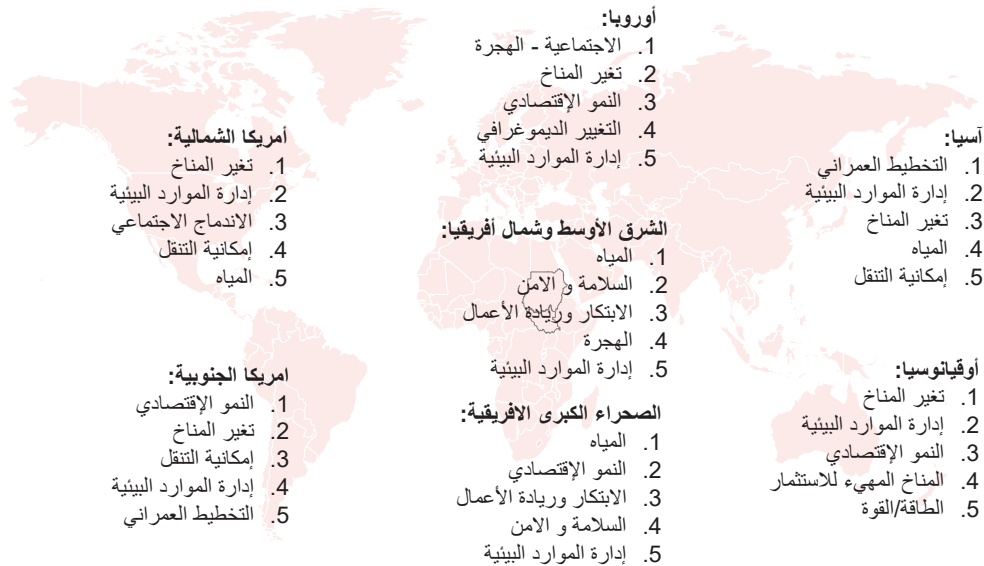 أوروبا:
1. الاجتماعية - الهجرة
2. تغير المناخ
3. النمو الإقتصادي
4. التغيير الديموغرافي
5. إدارة الموارد البيئية
أمريكا الشمالية:
1. تغير المناخ
2. إدارة الموارد البيئية
3. الاندماج الاجتماعي
4. إمكانية التنقل
5. المياه
آسيا:
1. التخطيط العمراني
2. إدارة الموارد البيئية
3. تغير المناخ
4. المياه
5. إمكانية التنقل
الشرق الأوسط وشمال أفريقيا:
1. المياه
2. السلامة و الامن
3. الابتكار وريادة الأعمال
4. الهجرة
5. إدارة الموارد البيئية
امريكا الجنوبية:
1. النمو الإقتصادي
2. تغير المناخ
3. إمكانية التنقل
4. إدارة الموارد البيئية
5. التخطيط العمراني
أوقيانوسيا:
1. تغير المناخ
2. إدارة الموارد البيئية
3. النمو الإقتصادي
4. المناخ المهيء للاستثمار
5. الطاقة/القوة
الصحراء الكبرى الافريقية:
1. المياه
2. النمو الإقتصادي
3. الابتكار وريادة الأعمال
4. السلامة و الامن
5. إدارة الموارد البيئية